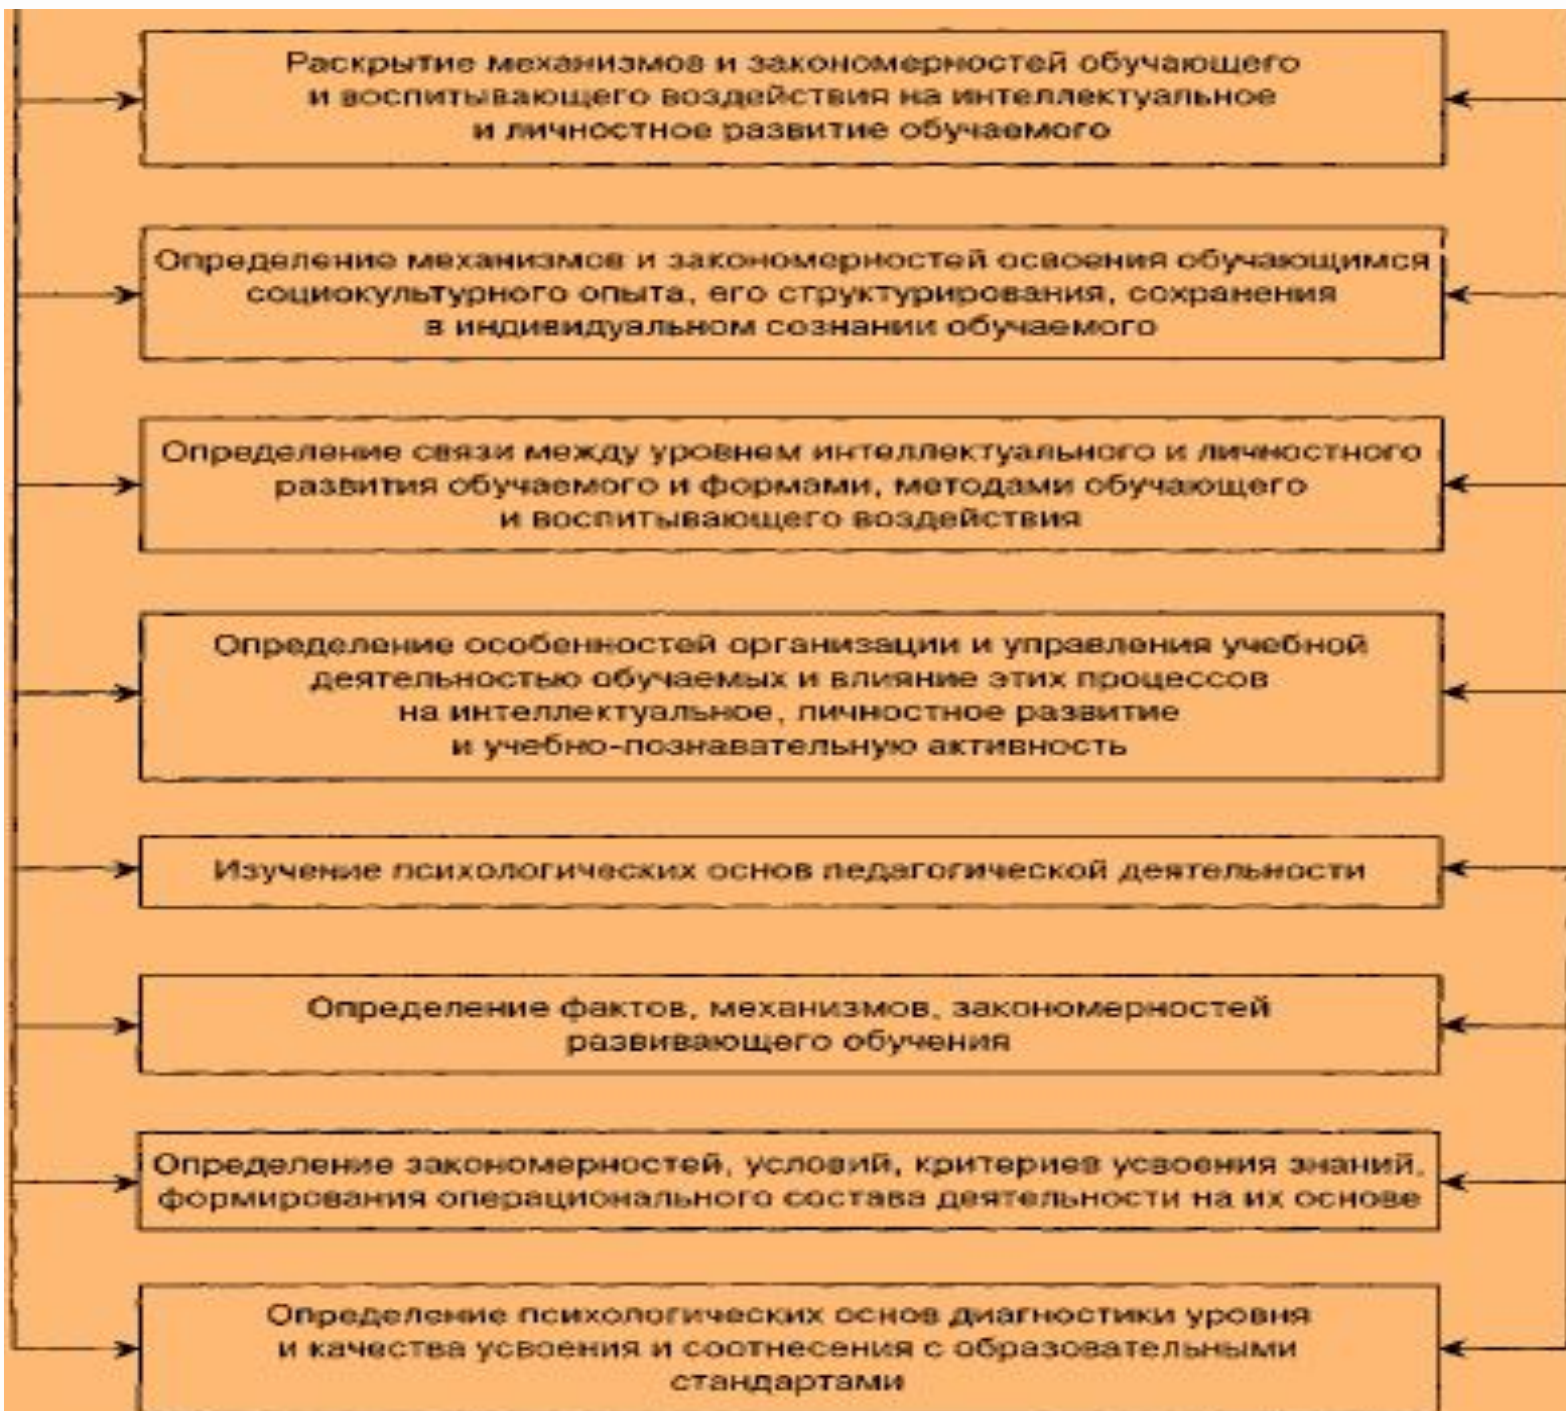 Раскрытие механизмов и закономерностей обучающего
и воспитывающего воздействия на интеллектуальное
и личностное развитие обучаемого
Определение механизмов и закономерностей освоения обучающимся
социокультурного опыта, его структурирования, сохранения
в индивидуальном сознании обучаемого
Определение связи между уровнем интеллектуального и личностного
развития обучаемого и формами, методами обучающего
и воспитывающего воздействия
Определение особенностей организации и управления учебной
деятельностью обучаемых и влияние этих процессов
на интеллектуальное, личностное развитие
и учебно-познавательную активность
Изучение психологических основ педагогической деятельности
Определение фактов, механизмов, закономерностей
развивающего обучения
Определение закономерностей, условий, критериев усвоения знаний,
формирования операционального состава деятельности на их основе
Определение психологических основ диагностики уровня
и качества усвоения и соотнесения с образовательными
стандартами